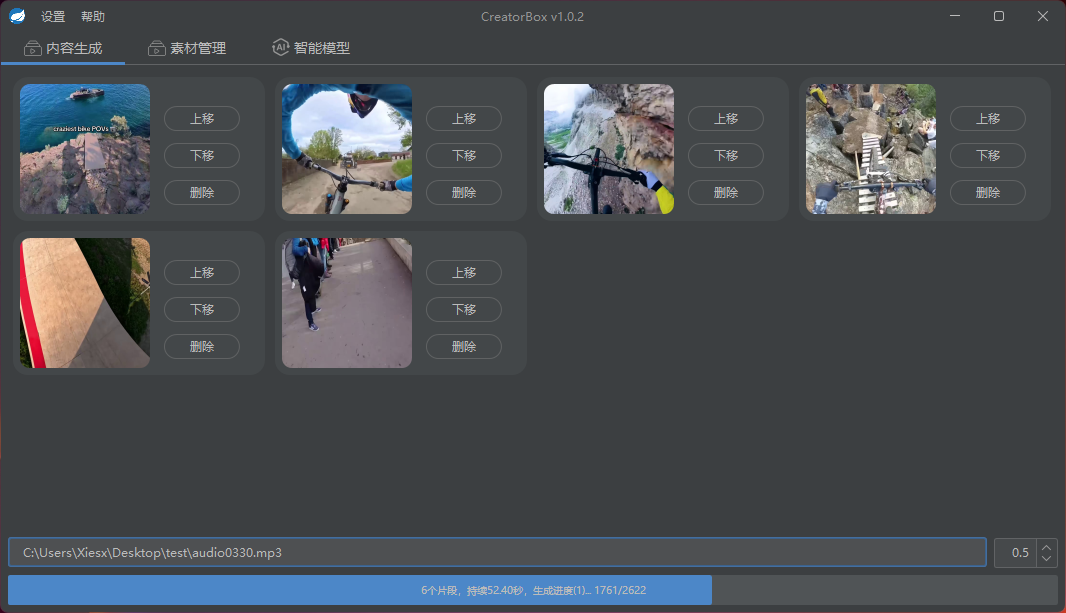 设置 帮助 CreatorBox v1.0.2
内容生成 素材管理 智能模型
craziest bike POVs
上移 上移 上移 上移
下移 下移 下移 下移
删除 删除 删除 删除
上移 上移
下移 下移
删除 删除
C:\Users\Xiesx\Desktop\test\audio0330.mp3 0.5
6个片段，持续52.40秒，生成进度(1)... 1761/2622